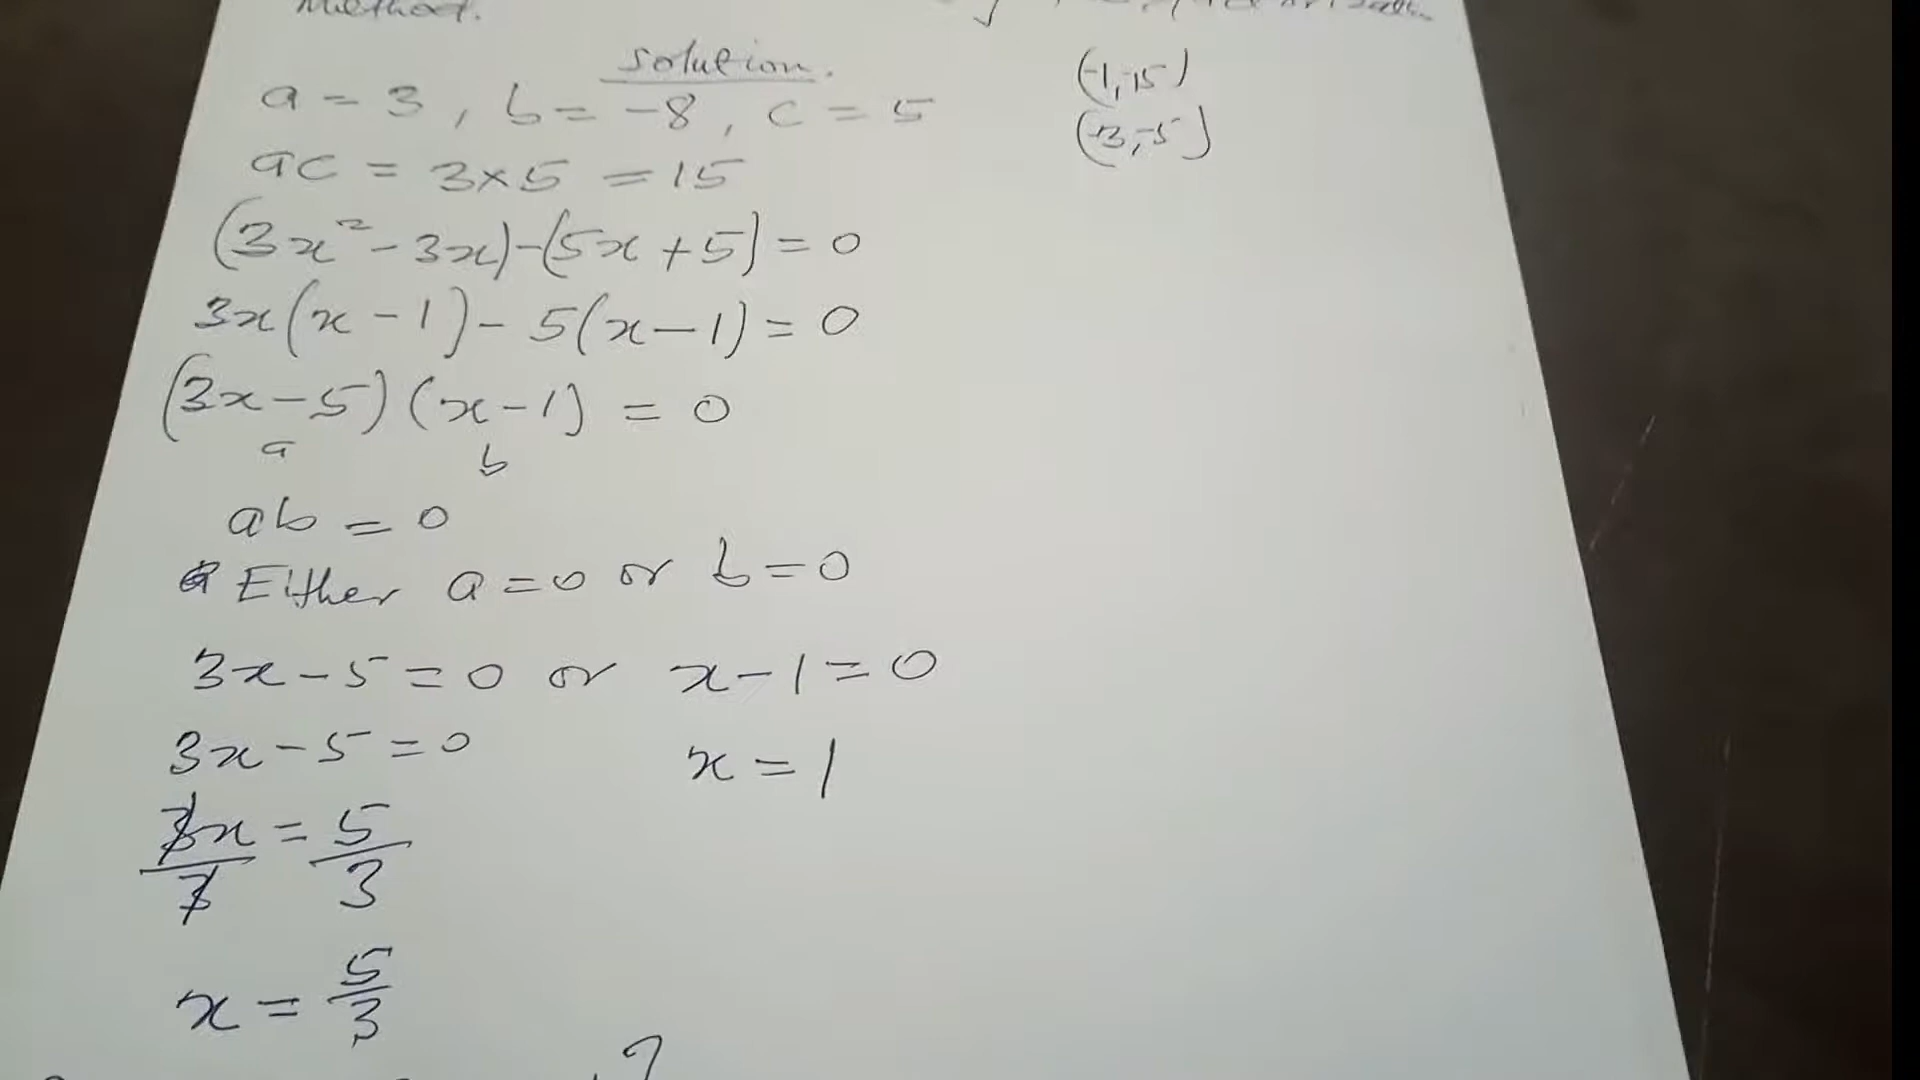 Method.
solution.
a = 3, b = -8, c = 5
(-1,-15)
(-3,-5)
ac = 3×5 = 15
(3x² - 3x)-(5x + 5) = 0
3x(x - 1) - 5(x - 1) = 0
(3x - 5) (x - 1) = 0
a b
ab = 0
Either a = 0 or b = 0
3x - 5 = 0 or x - 1 = 0
3x - 5 = 0 x = 1
3x/3 = 5/3
x = 5/3